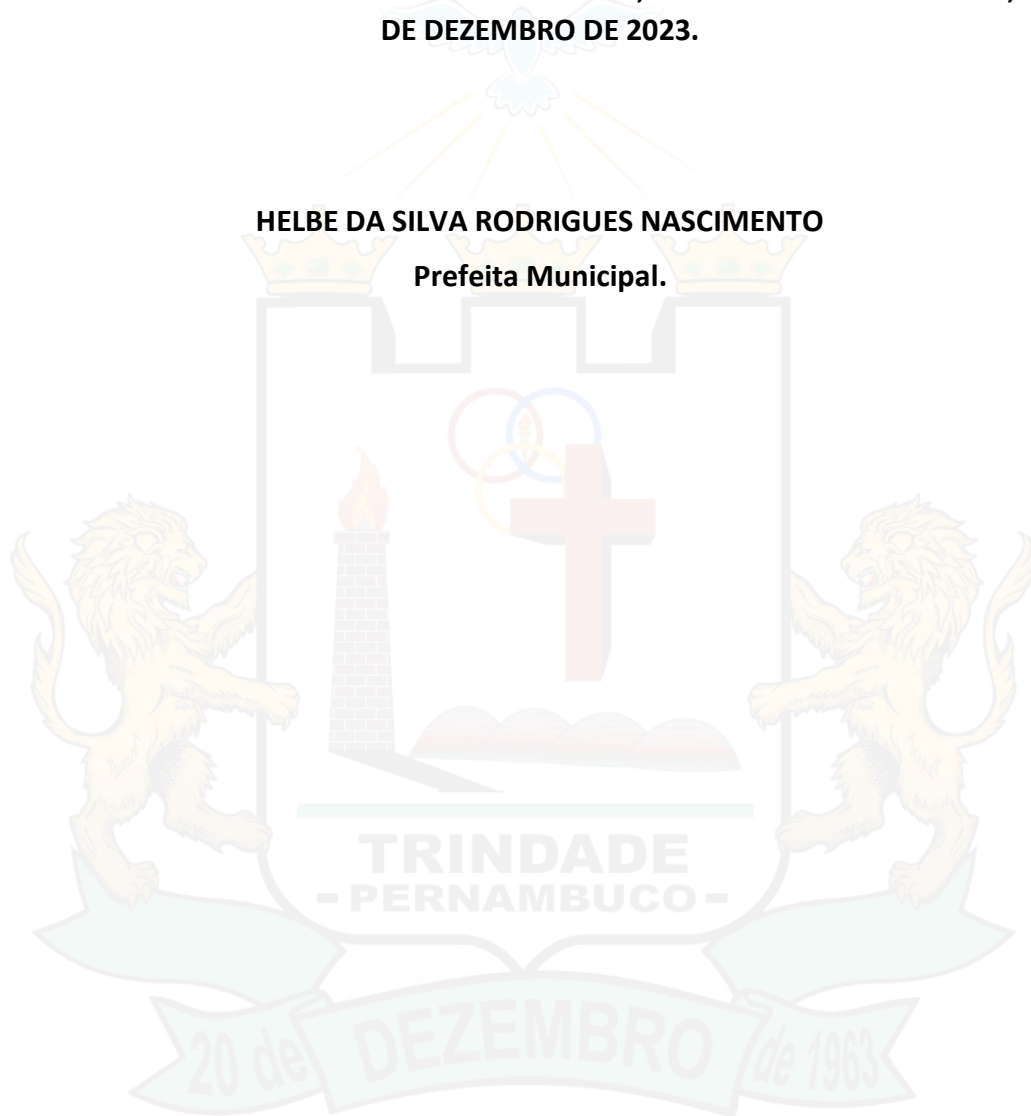 DE DEZEMBRO DE 2023.
HELBE DA SILVA RODRIGUES NASCIMENTO
Prefeita Municipal.
TRINDADE
- PERNAMBUCO -
20 de DEZEMBRO de 1963